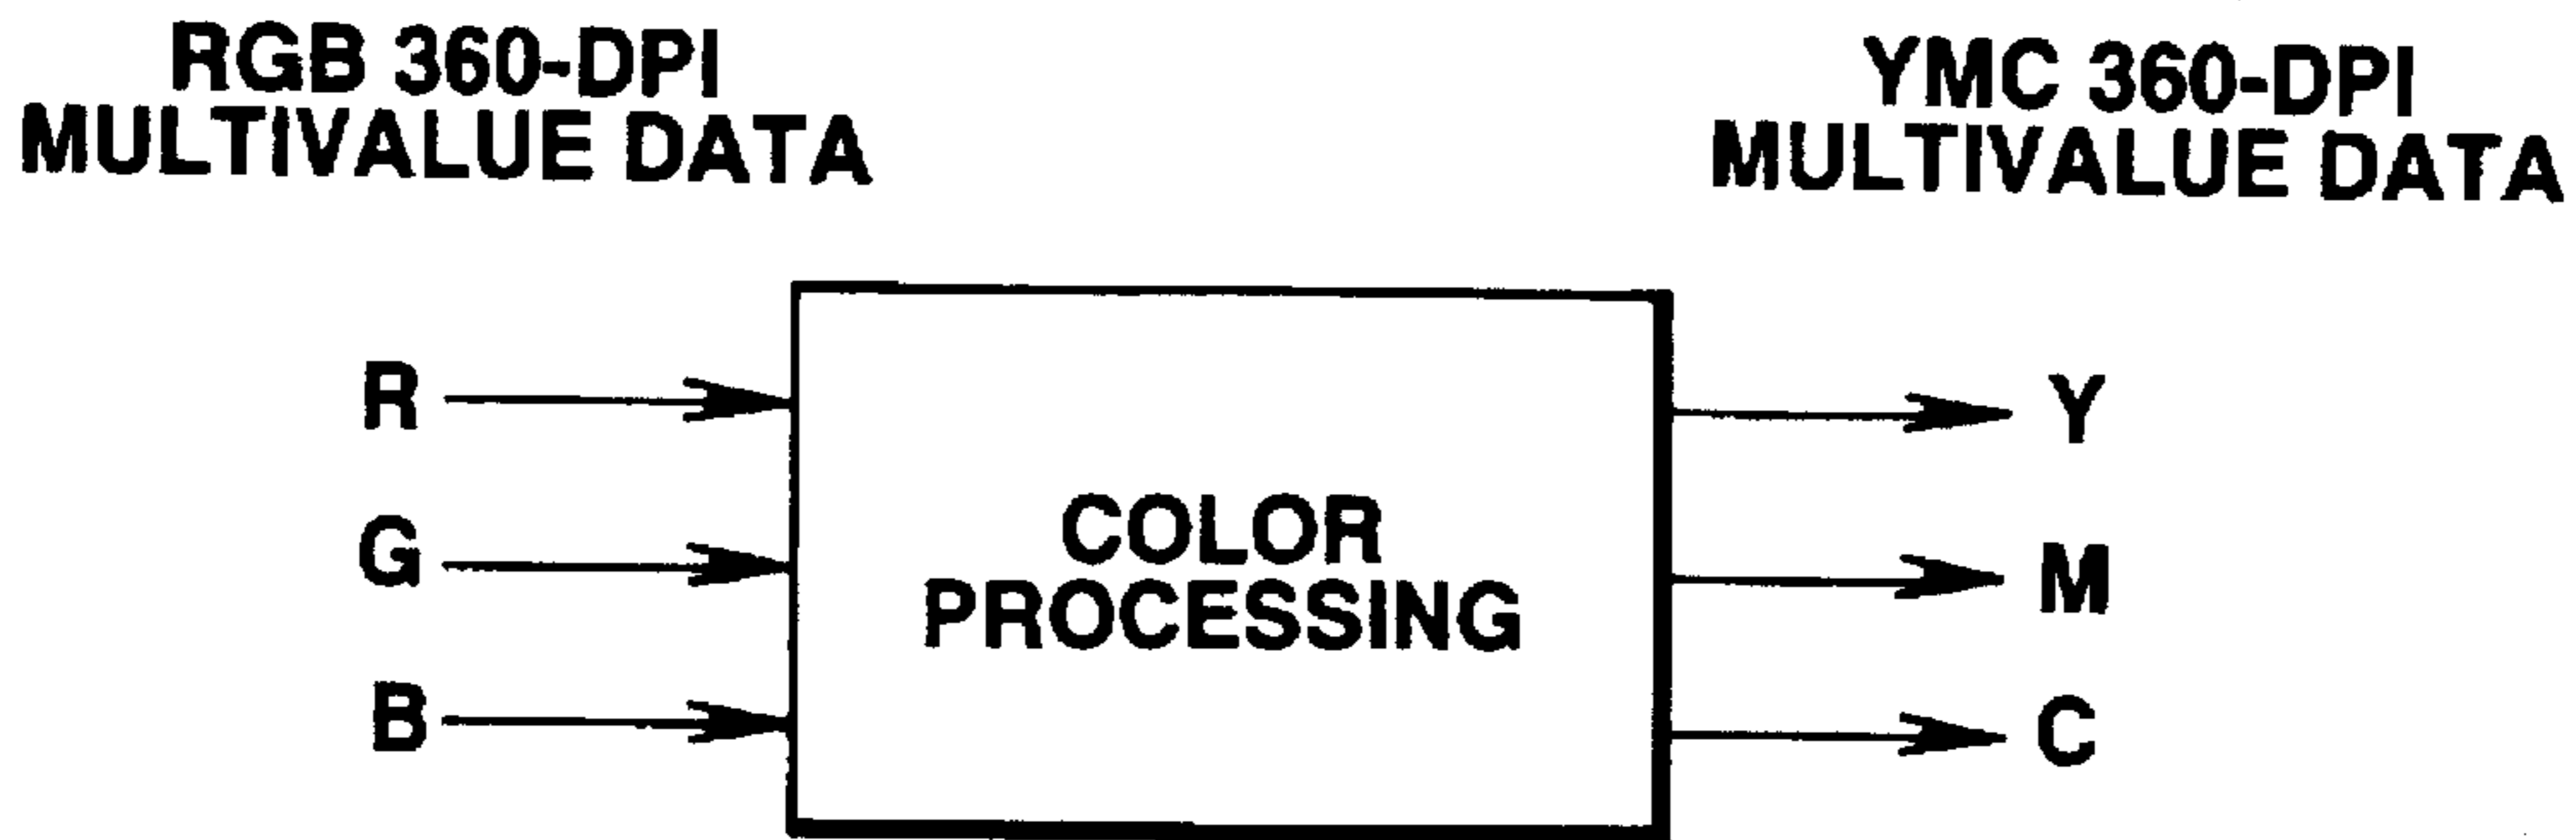 RGB 360-DPI
MULTIVALUE DATA
YMC 360-DPI
MULTIVALUE DATA
R
G
B
COLOR
PROCESSING
Y
M
C